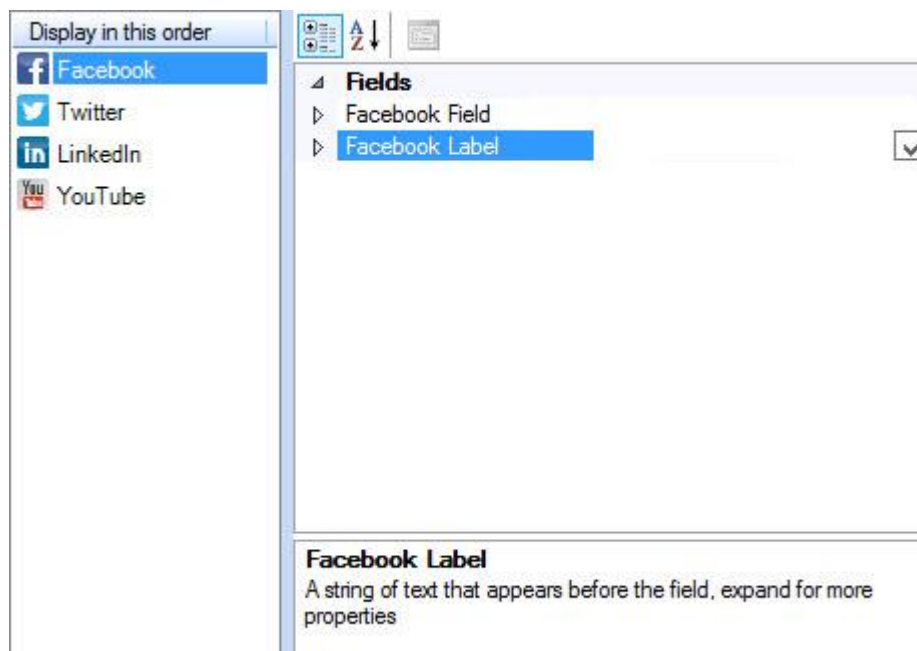 Display in this order
Facebook
Twitter
LinkedIn
YouTube
Fields
Facebook Field
Facebook Label
Facebook Label
A string of text that appears before the field, expand for more
properties